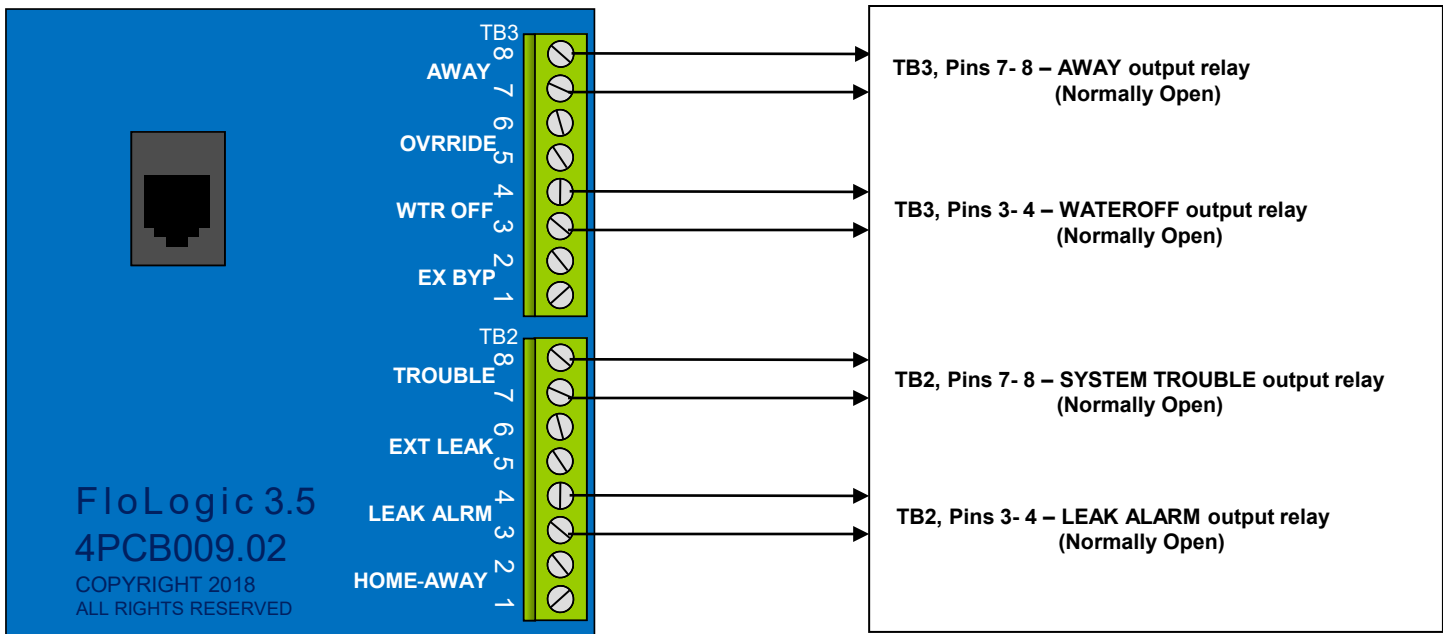 TB3
8
AWAY
7
6
OVRRIDE
5
4
WTR OFF
3
2
EX BYP
1
TB2
8
TROUBLE
7
6
EXT LEAK
5
4
LEAK ALRM
3
2
HOME-AWAY
1
FloLogic 3.5
4PCB009.02
COPYRIGHT 2018
ALL RIGHTS RESERVED
TB3, Pins 7- 8 – AWAY output relay
(Normally Open)
TB3, Pins 3- 4 – WATEROFF output relay
(Normally Open)
TB2, Pins 7- 8 – SYSTEM TROUBLE output relay
(Normally Open)
TB2, Pins 3- 4 – LEAK ALARM output relay
(Normally Open)